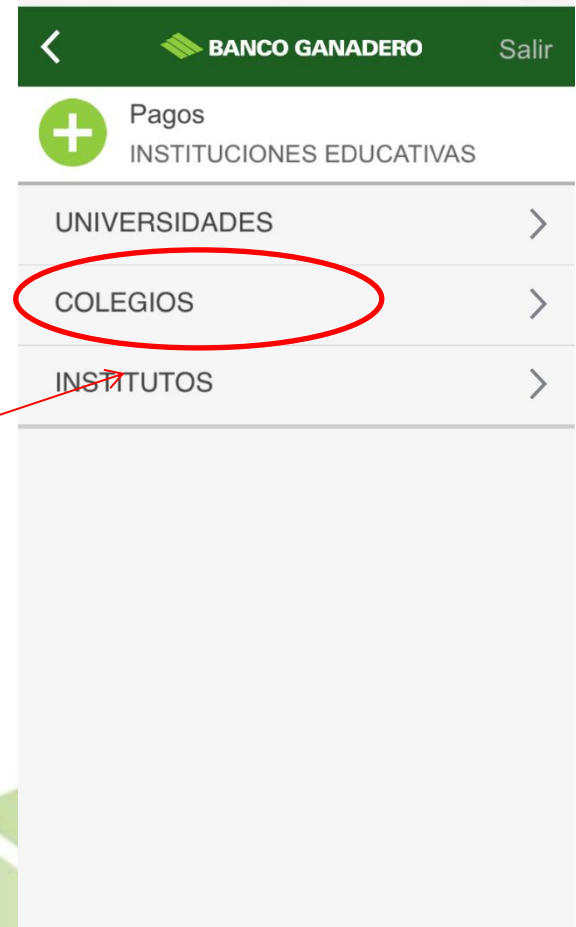 BANCO GANADERO
Salir
Pagos
INSTITUCIONES EDUCATIVAS
UNIVERSIDADES
COLEGIOS
INSTITUTOS